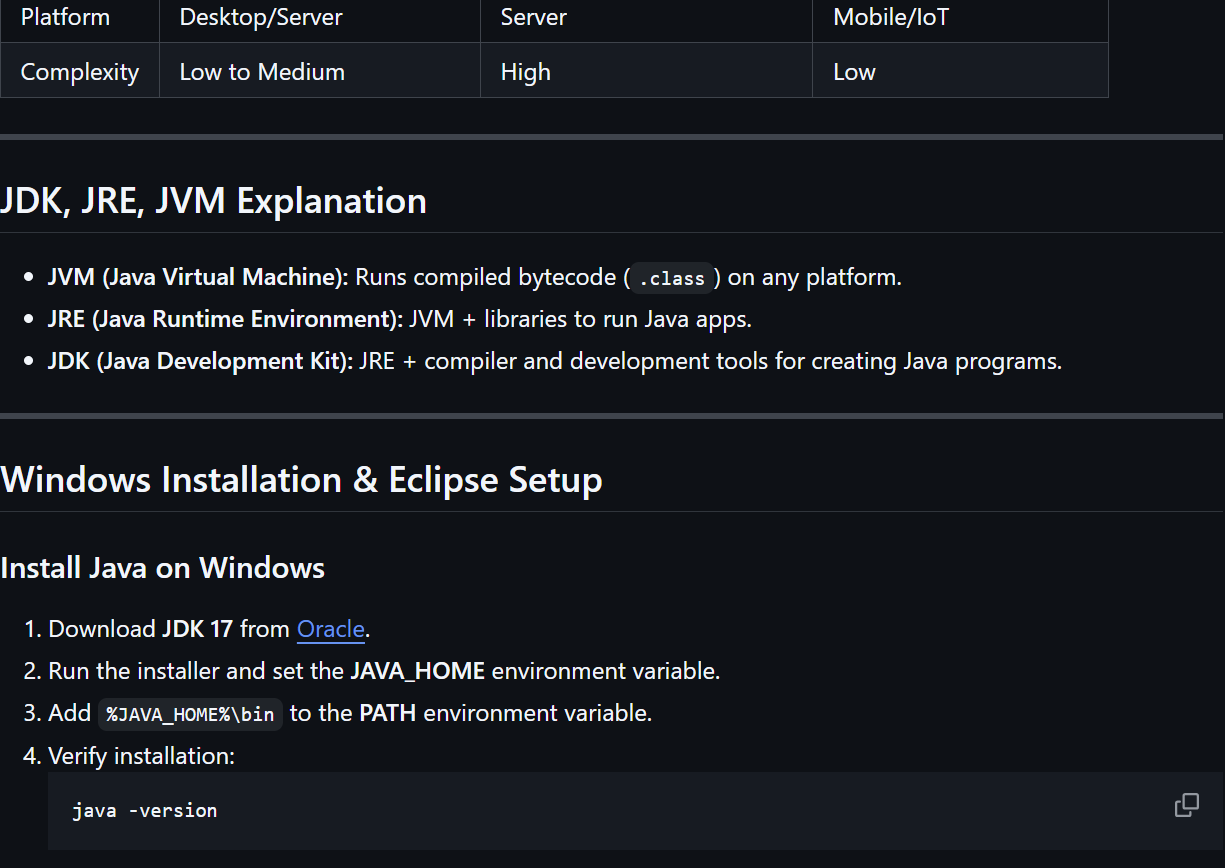 Platform Desktop/Server Server Mobile/IoT
Complexity Low to Medium High Low
JDK, JRE, JVM Explanation
• JVM (Java Virtual Machine): Runs compiled bytecode (.class) on any platform.
• JRE (Java Runtime Environment): JVM + libraries to run Java apps.
• JDK (Java Development Kit): JRE + compiler and development tools for creating Java programs.
Windows Installation & Eclipse Setup
Install Java on Windows
1. Download JDK 17 from Oracle.
2. Run the installer and set the JAVA_HOME environment variable.
3. Add %JAVA_HOME%\bin to the PATH environment variable.
4. Verify installation:
java -version